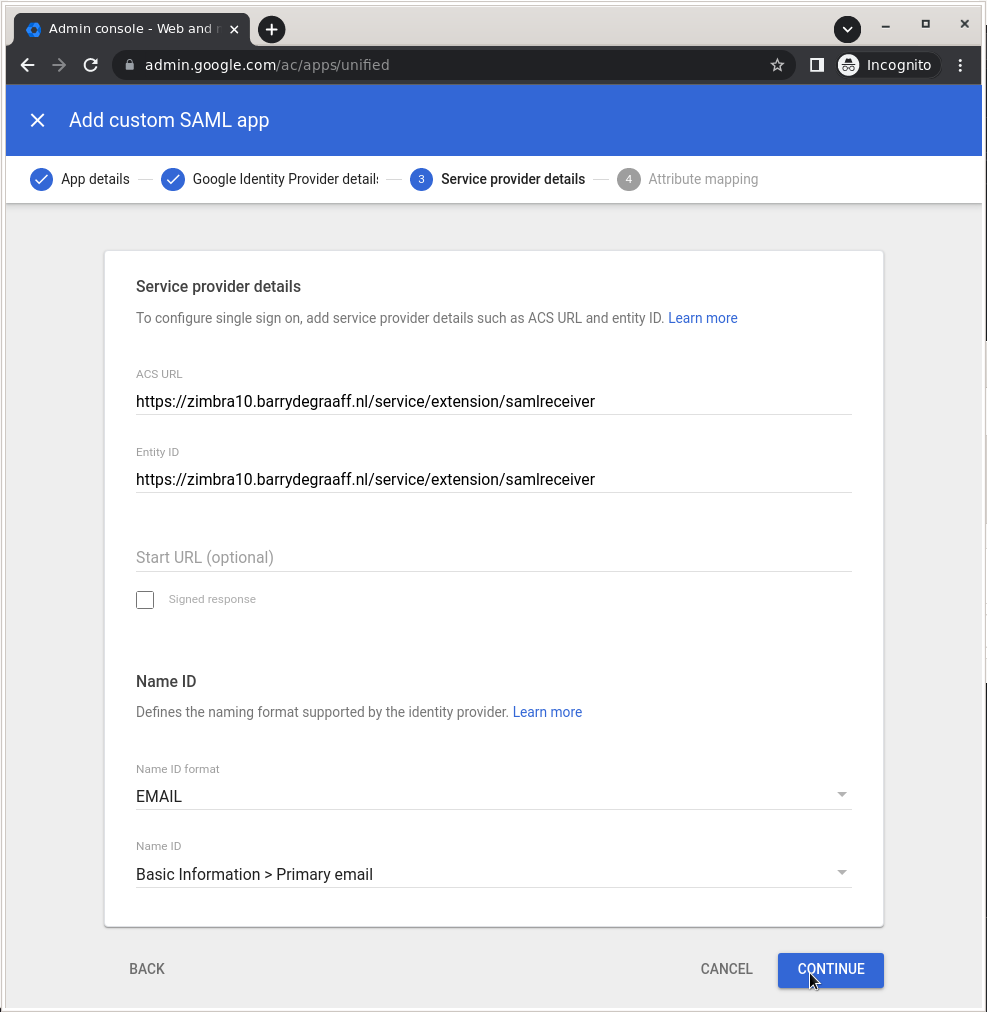 Admin console - Web and
admin.google.com/ac/apps/unified
Incognito
Add custom SAML app
App details
Google Identity Provider details
3
Service provider details
4
Attribute mapping
Service provider details
To configure single sign on, add service provider details such as ACS URL and entity ID. Learn more
ACS URL
https://zimbra10.barrydegraaff.nl/service/extension/samlreceiver
Entity ID
https://zimbra10.barrydegraaff.nl/service/extension/samlreceiver
Start URL (optional)
Signed response
Name ID
Defines the naming format supported by the identity provider. Learn more
Name ID format
EMAIL
Name ID
Basic Information > Primary email
BACK
CANCEL
CONTINUE